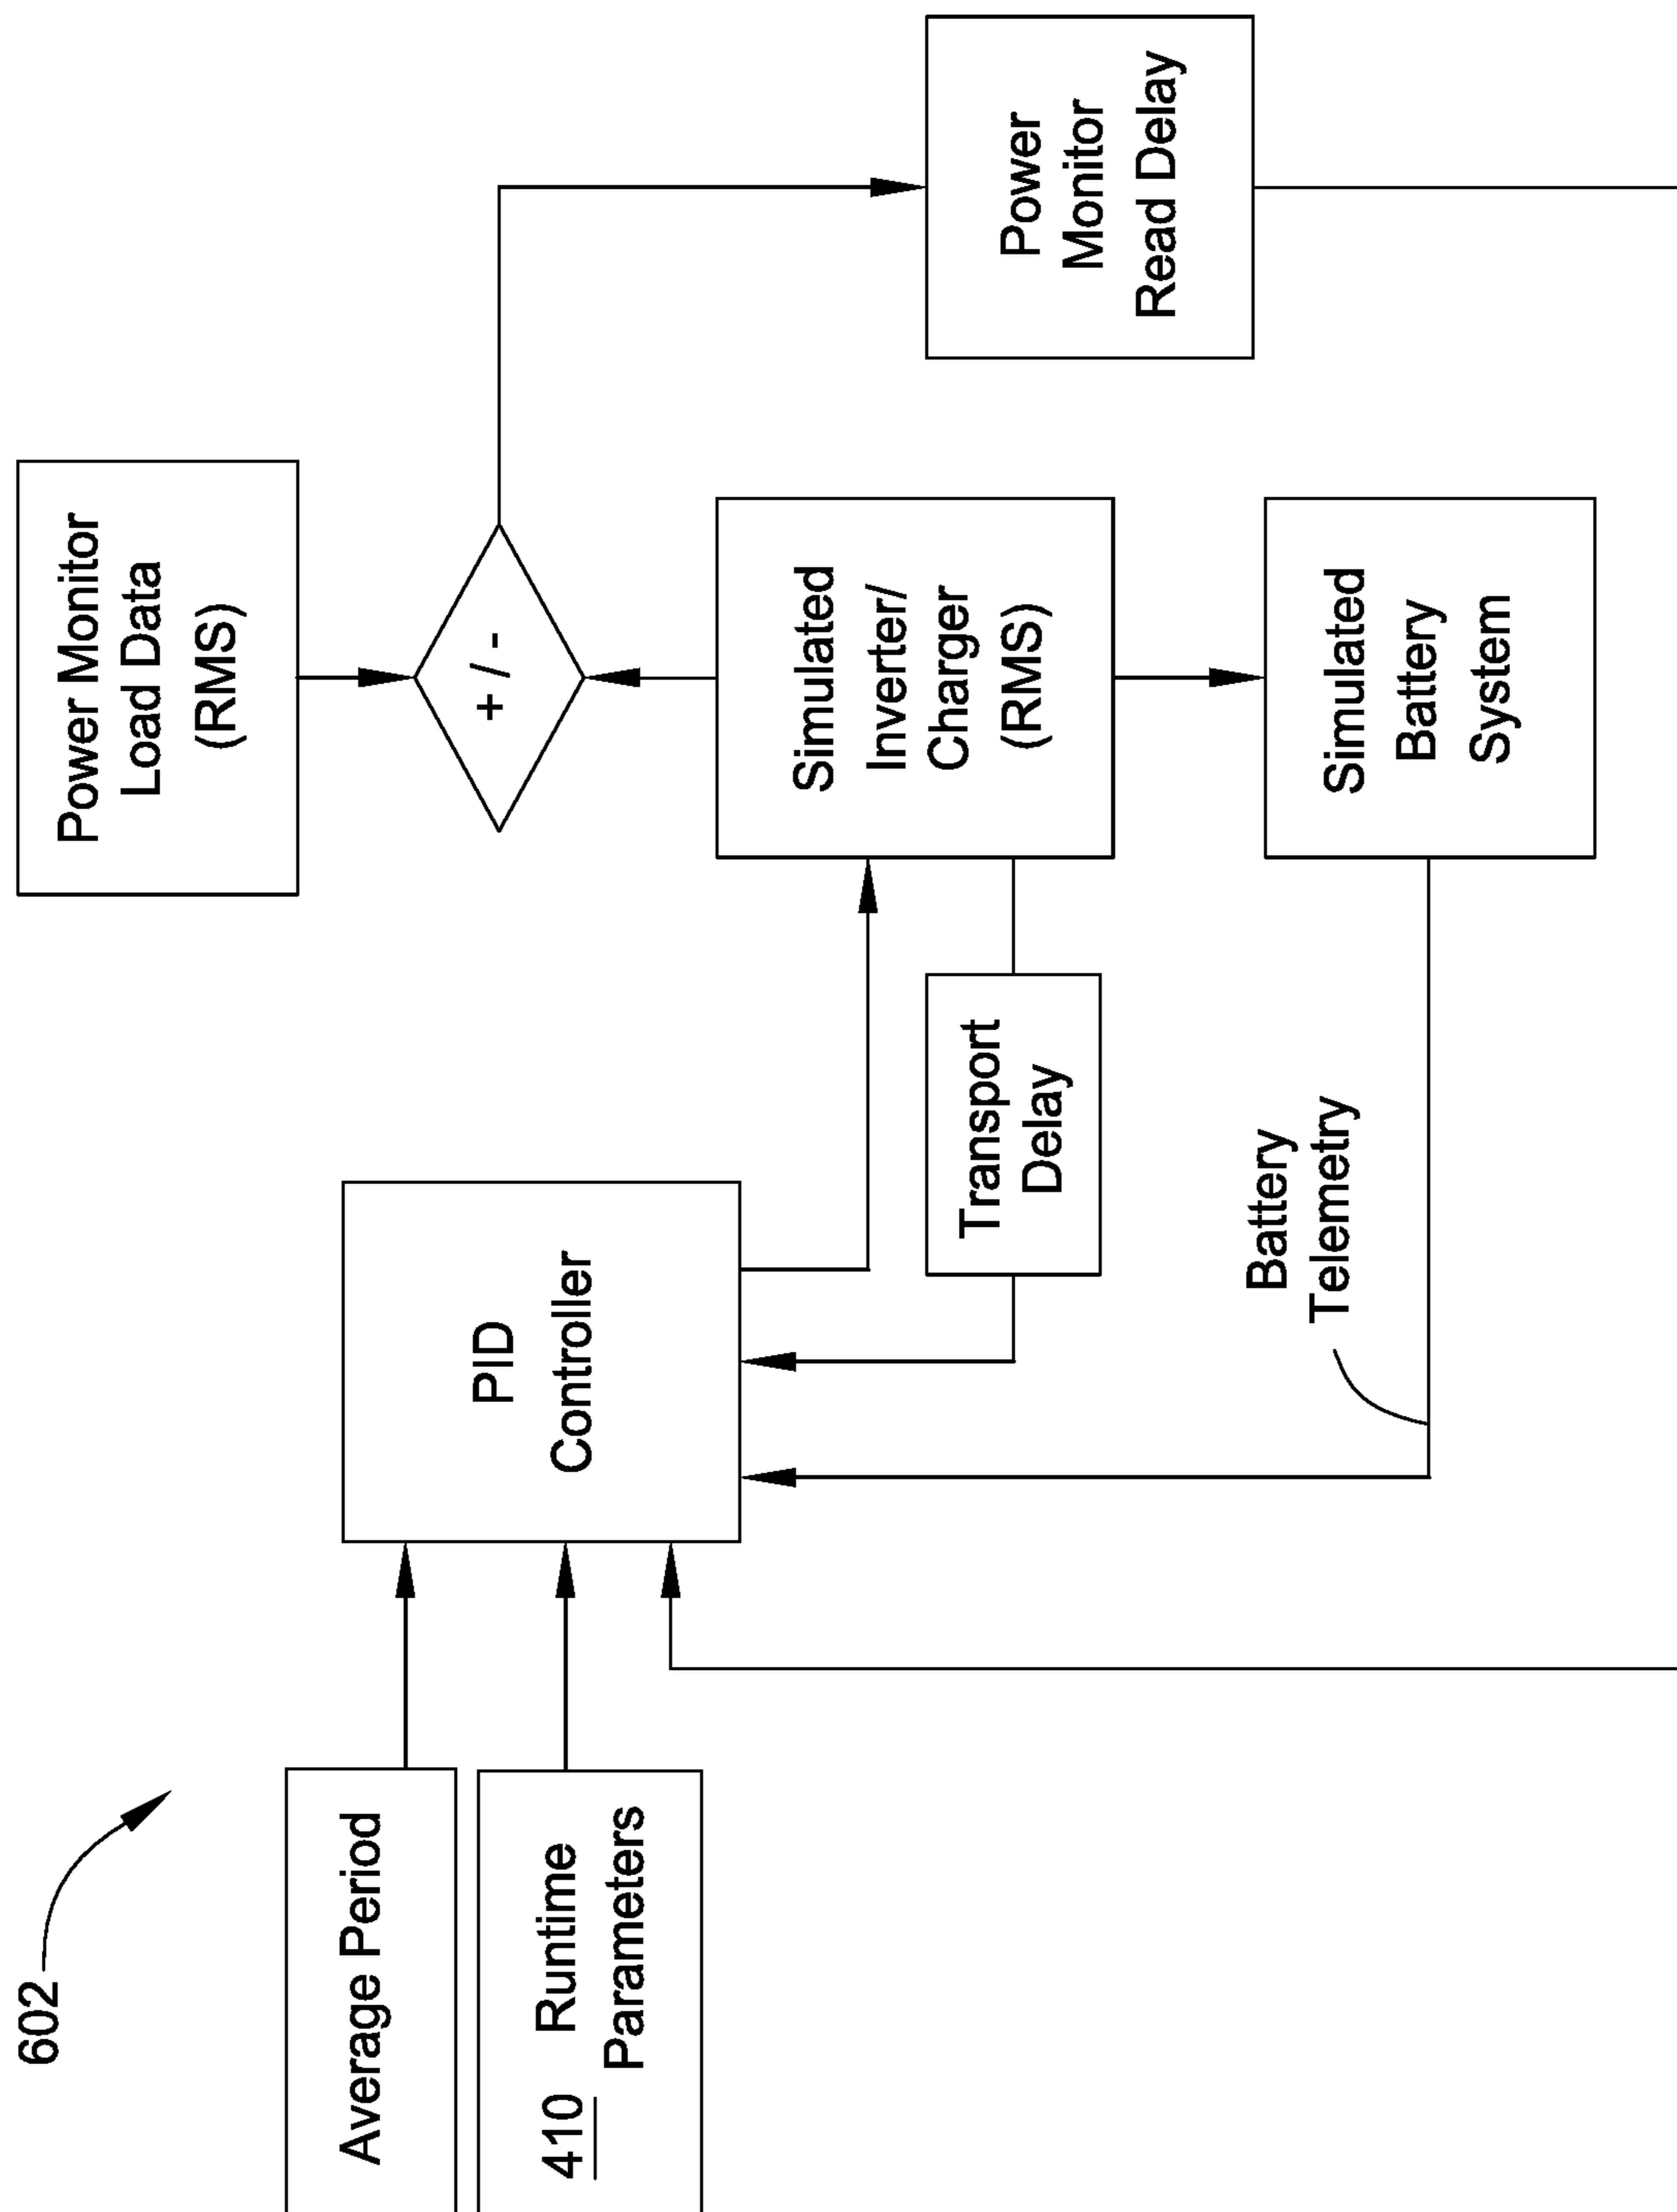 602
Average Period
410 Runtime
Parameters
PID
Controller
Transport
Delay
Battery
Telemetry
Power Monitor
Load Data
(RMS)
+ / -
Simulated
Inverter/
Charger
(RMS)
Simulated
Battery
System
Power
Monitor
Read Delay